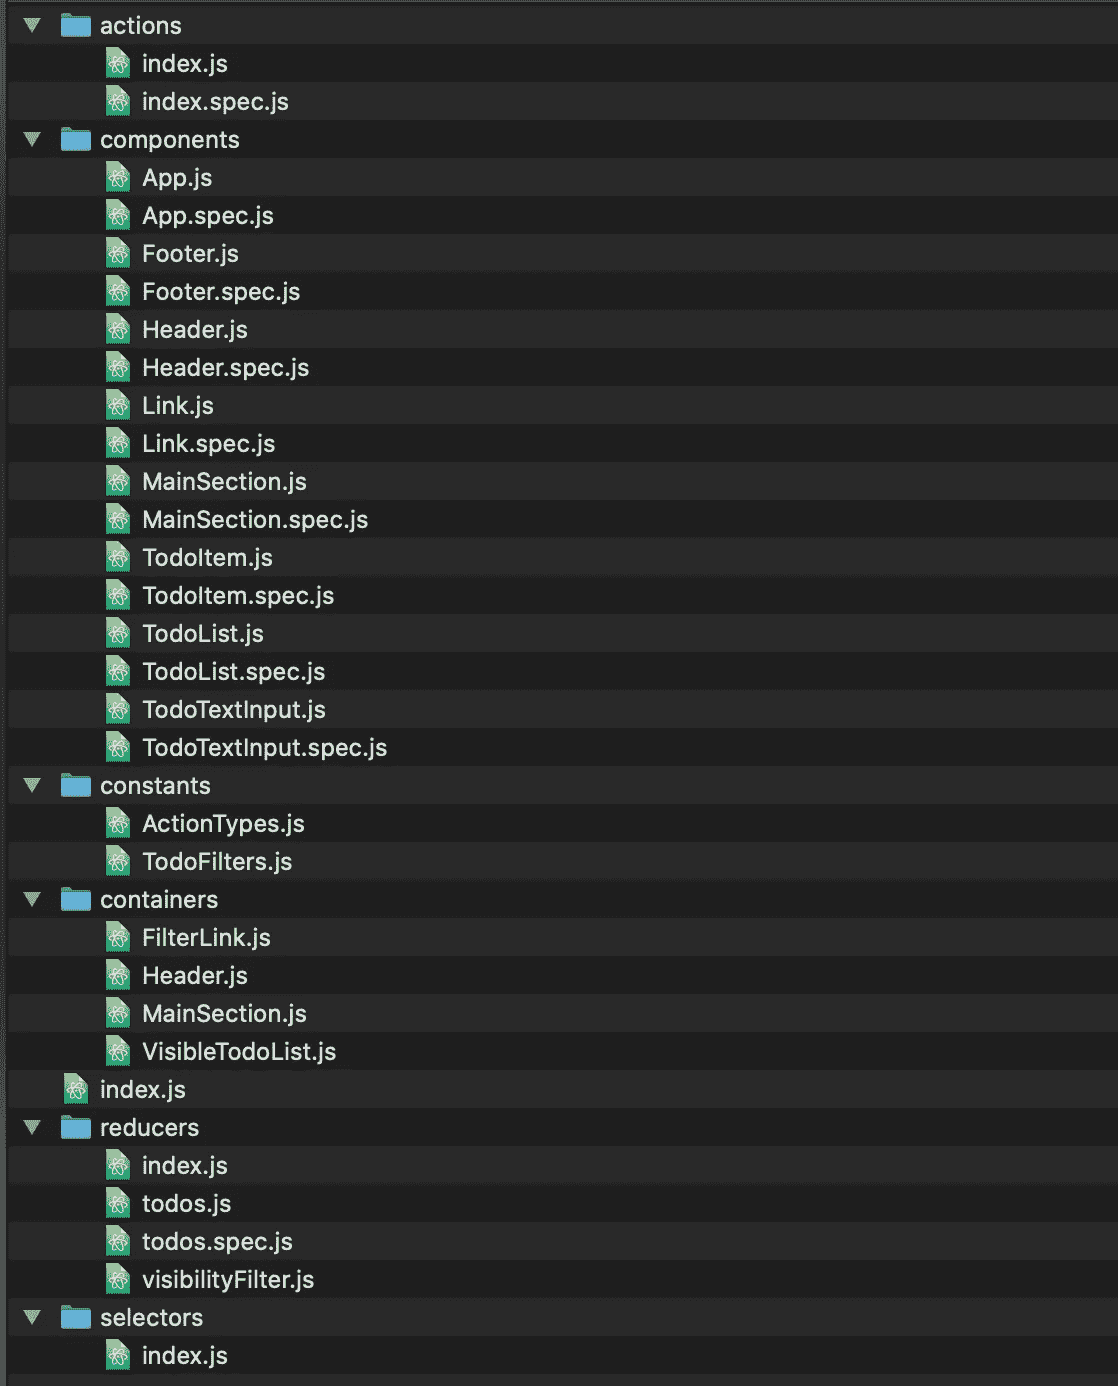 actions
index.js
index.spec.js
components
App.js
App.spec.js
Footer.js
Footer.spec.js
Header.js
Header.spec.js
Link.js
Link.spec.js
MainSection.js
MainSection.spec.js
TodoItem.js
TodoItem.spec.js
TodoList.js
TodoList.spec.js
TodoTextInput.js
TodoTextInput.spec.js
constants
ActionTypes.js
TodoFilters.js
containers
FilterLink.js
Header.js
MainSection.js
VisibleTodoList.js
index.js
reducers
index.js
todos.js
todos.spec.js
visibilityFilter.js
selectors
index.js